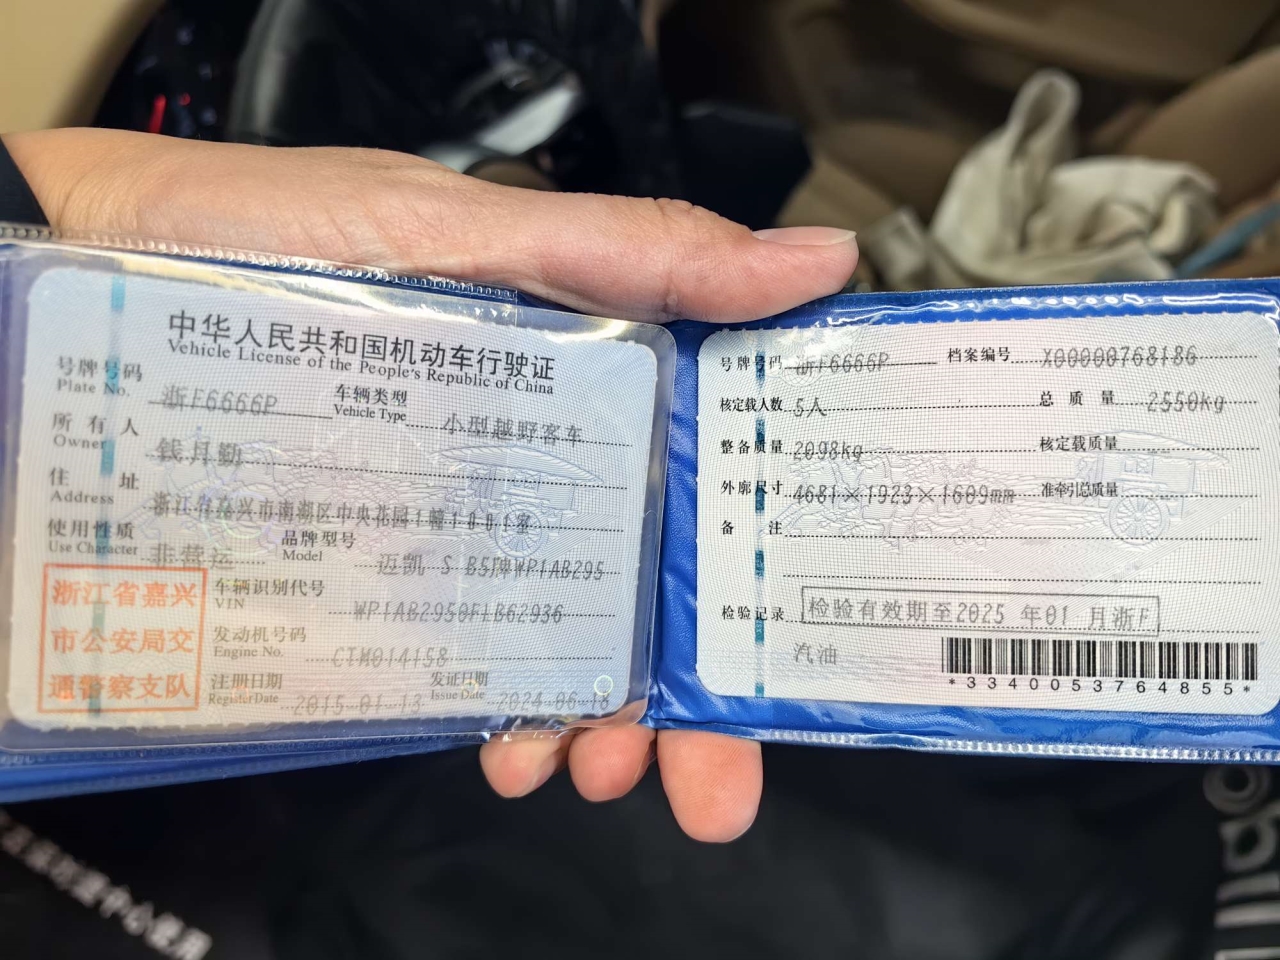 中华人民共和国机动车行驶证
Vehicle License of the People's Republic of China
号牌号码 浙F6666P 车辆类型 小型越野客车
Plate No. Vehicle Type
所有人 钱月勤
Owner
住址 浙江省嘉兴市南湖区中央花园1幢1001室
Address
使用性质 非营运 品牌型号 迈凯 S B5牌WP1AB295
Use Character Model
浙江省嘉兴
市公安局交
通警察支队
车辆识别代号 WP1AB2950FLB62936
VIN
发动机号码 CTM014158
Engine No.
注册日期 2015-01-13 发证日期 2024-06-18
Register Date Issue Date
号牌号码 浙F6666P 档案编号 X00000768186
核定载人数 5人 总质量 2550kg
整备质量 2098kg 核定载质量
外廓尺寸 4681×1923×1609mm 准牵引总质量
备注
检验记录 检验有效期至2025 年01 月浙F
汽油
*3340053764855*